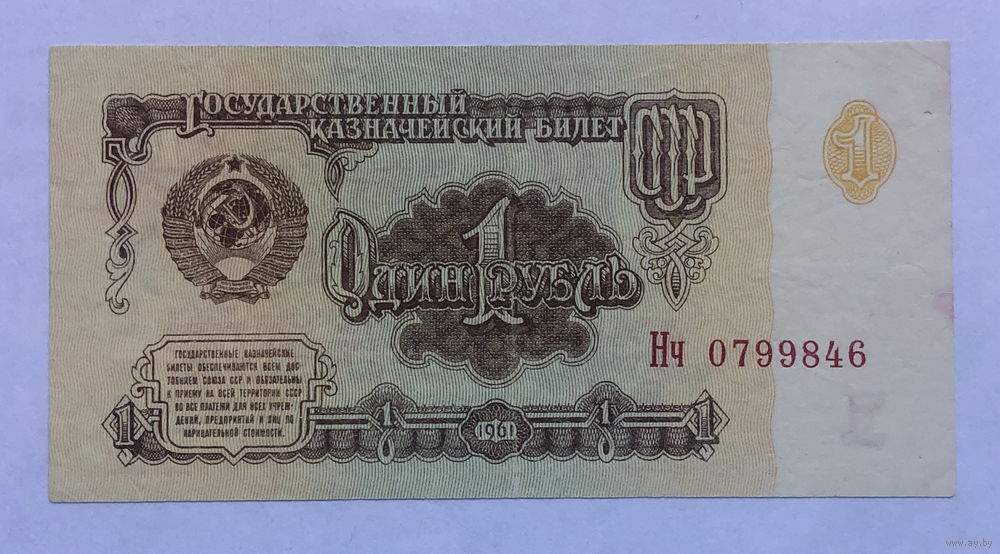 Государственный
казначейский билет
СССР
1
Один 1 рубль
ГОСУДАРСТВЕННЫЕ КАЗНАЧЕЙСКИЕ
БИЛЕТЫ ОБЕСПЕЧИВАЮТСЯ ВСЕМ ДОС-
ТОЯНИЕМ СОЮЗА ССР И ОБЯЗАТЕЛЬНЫ
К ПРИЕМУ НА ВСЕЙ ТЕРРИТОРИИ СССР
ВО ВСЕ ПЛАТЕЖИ ДЛЯ ВСЕХ УЧРЕЖ-
ДЕНИЙ, ПРЕДПРИЯТИЙ И ЛИЦ ПО
НАРИЦАТЕЛЬНОЙ СТОИМОСТИ.
Нч 0799846
1 1 1961 1 1
www.ay.by